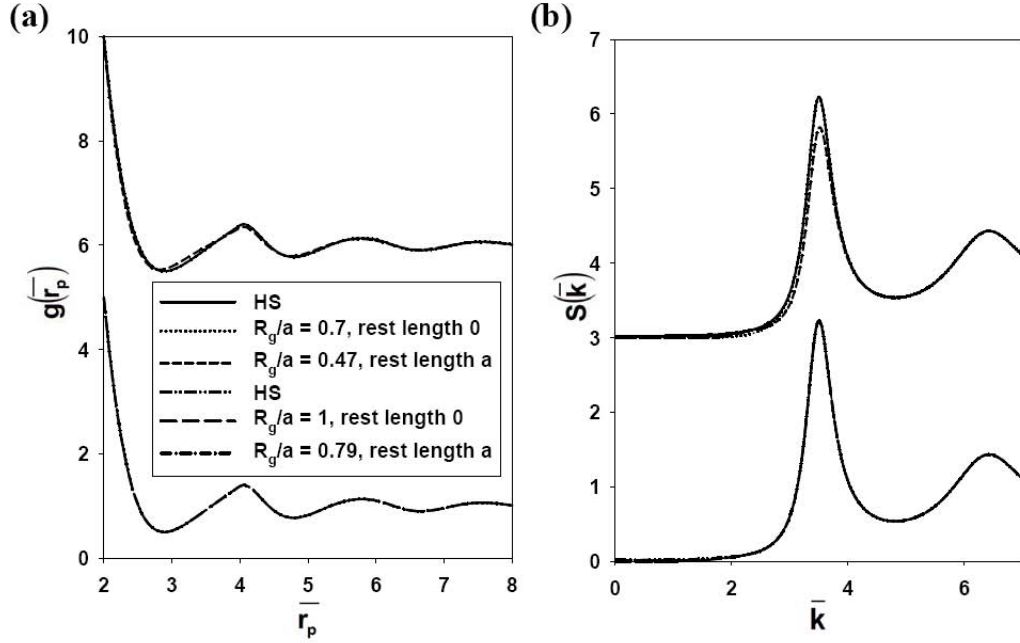 (a)
10
8
6
4
2
0
g(r̅p)
HS
Rg/a = 0.7, rest length 0
Rg/a = 0.47, rest length a
HS
Rg/a = 1, rest length 0
Rg/a = 0.79, rest length a
2 3 4 5 6 7 8
r̅p
(b)
7
6
5
4
3
2
1
0
S(k̅)
0 2 4 6
k̅